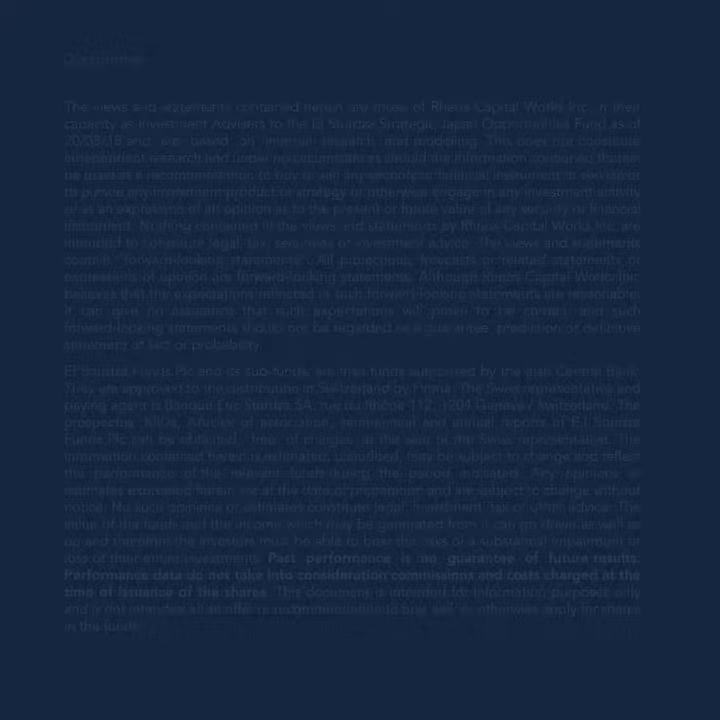 Disclaimer
The views and statements contained herein are those of Rheos Capital Works Inc. in their
capacity as Investment Advisers to the EI Sturdza Strategic Japan Opportunities Fund as of
20/08/18 and are based on internal research and modelling. This does not constitute
independent research and under no circumstances should the information contained therein
be used as a recommendation to buy or sell any security or financial instrument or
to pursue any investment product or strategy or otherwise engage in any investment activity
or as an expression of an opinion as to the present or future value of any security or financial
instrument. Nothing contained in the views and statements by Rheos Capital Works Inc. are
intended to constitute legal, tax, securities or investment advice. The views and statements
contain "forward-looking statements". All projections, forecasts or related statements or
expressions of opinion are forward-looking statements. Although Rheos Capital Works Inc.
believes that the expectations reflected in such forward-looking statements are reasonable,
it can give no assurance that such expectations will prove to be correct, and such
forward-looking statements should not be regarded as a guarantee, prediction or definitive
statement of fact or probability.
EI Sturdza Funds Plc and its sub-funds, are Irish funds supervised by the Irish Central Bank.
They are approved to the distribution in Switzerland by Finma. The Swiss representative and
paying agent is Banque Eric Sturdza SA, rue du Rhône 112, 1204 Geneva / Switzerland. The
prospectus, KIIDs, Articles of association, semi-annual and annual reports of E.I. Sturdza
Funds Plc can be obtained, free of charges, at the seat of the Swiss representative. The
information contained herein is estimated, unaudited, may be subject to change and reflect
the performance of the relevant funds during the period indicated. Any opinions or
estimates expressed herein are at the date of preparation and are subject to change without
notice. No such opinions or estimates constitute legal, investment, tax or other advice. The
value of the funds and the income which may be generated from it can go down as well as
up and therefore the investors must be able to bear the risks of a substantial impairment or
loss of their entire investments. Past performance is no guarantee of future results.
Performance data do not take into consideration commissions and costs charged at the
time of issuance of the shares. This document is intended for information purposes only
and is not intended as an offer or recommendation to buy, sell or otherwise apply for shares
in the funds.